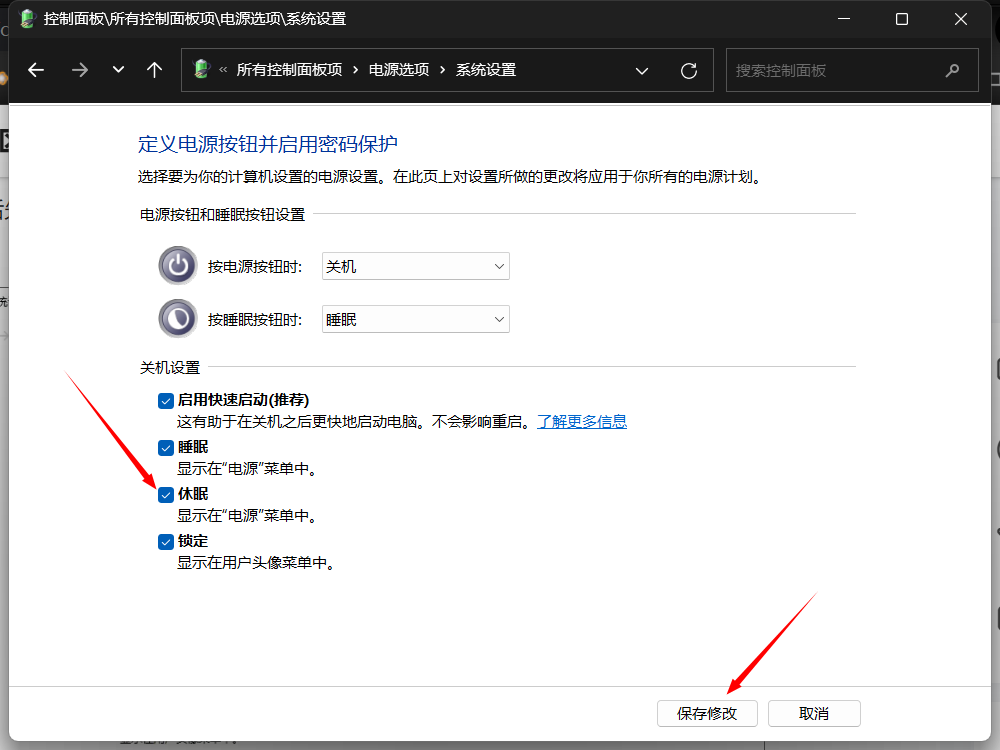 控制面板\所有控制面板项\电源选项\系统设置
« 所有控制面板项 › 电源选项 › 系统设置
搜索控制面板
定义电源按钮并启用密码保护
选择要为你的计算机设置的电源设置。在此页上对设置所做的更改将应用于你所有的电源计划。
电源按钮和睡眠按钮设置
按电源按钮时: 关机
按睡眠按钮时: 睡眠
关机设置
启用快速启动(推荐)
这有助于在关机之后更快地启动电脑。不会影响重启。了解更多信息
睡眠
显示在“电源”菜单中。
休眠
显示在“电源”菜单中。
锁定
显示在用户头像菜单中。
保存修改 取消